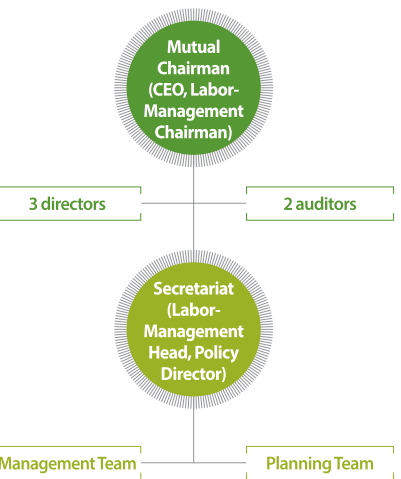 Mutual
Chairman
(CEO, Labor-
Management
Chairman)
3 directors
2 auditors
Secretariat
(Labor-
Management
Head, Policy
Director)
Management Team
Planning Team